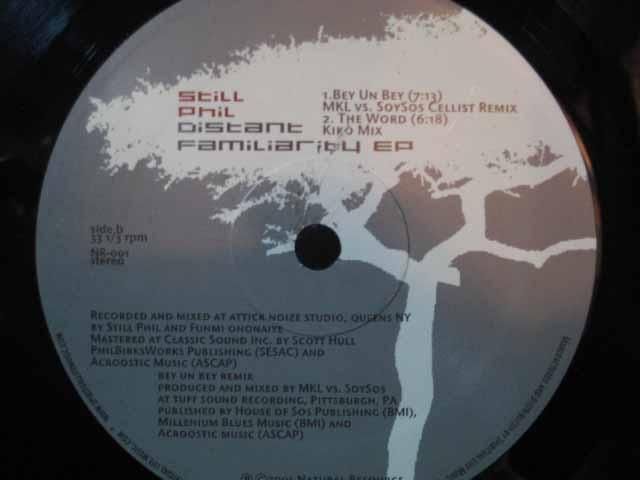 Still
Phil
Distant
Familiarity EP
1.Bey Un Bey (7:13)
MKL vs. SoySos Cellist Remix
2. The Word (6:18)
Kiko Mix
side.b
33 1/3 rpm
NR-001
stereo
Recorded and mixed at attick noize studio, queens NY
by Still Phil and Funmi Ononaiye
Mastered at Classic Sound Inc. by Scott Hull
PhilBirksWorks Publishing (SESAC) and
Acroostic Music (ASCAP)
bey un bey remix
produced and mixed by MKL vs. SoySos
at tuff sound recording, Pittsburgh, PA
published by House of Sos Publishing (BMI),
Millenium Blues Music (BMI) and
Acroostic music (ASCAP)
Natural Resource